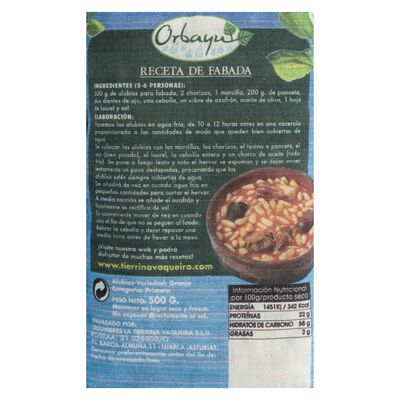 Orbayu
RECETA DE FABADA
INGREDIENTES (5-6 PERSONAS):
500 g de alubias para fabada, 2 chorizos, 1 morcilla, 200 g. de panceta,
dos dientes de ajo, una cebolla, un sobre de azafrán, aceite de oliva, 1 hoja
de laurel y sal.
ELABORACIÓN:
Ponemos las alubias en agua fría, de 10 a 12 horas antes en una cacerola
proporcionada a las cantidades de modo que queden bien cubiertas de
agua.
Se colocan las alubias con las morcillas, los chorizos, el tocino o panceta, el
ajo (bien picado), el laurel, la cebolla entera y un chorro de aceite (todo
frío). Se pone a fuego lento y roto el hervor se espuman y se dejan cocer
lentamente un poco destapadas, procurando que las
alubias estén siempre cubiertas de agua.
Se añadirá de vez en cuando agua fría en
pequeñas cantidades para cortar el hervor.
A media cocción se añade el azafrán y
finalmente se rectifica de sal.
Es conveniente mover de vez en cuando
con el fin de que no se agarre al fondo.
Retirar la cebolla y dejar reposar una
media hora antes de llevar a la mesa.
¡Visite nuestra web y podrá
disfrutar de muchas más recetas!
www.tierrinavaqueira.com
Alubias-Variedad: Granja
Categoría: Primera
PESO NETO: 500 G.
Mantener en lugar seco y fresco.
No exponer directamente al sol.
ENVASADO POR:
LEGUMBRES LA TIERRINA VAQUEIRA S.L.U.
RGSEAA: 21.026805/O
P.I. BARCIA-ALMUÑA,11 - LUARCA (ASTURIAS)
Consumir preferentemente antes del fin de:
Fecha de envasado/lote:
Información Nutricional
por 100g/producto seco
ENERGÍA 1451Kj / 342 Kcal
PROTEÍNAS 22 g
HIDRATOS DE CARBONO 58 g
GRASAS 2 g